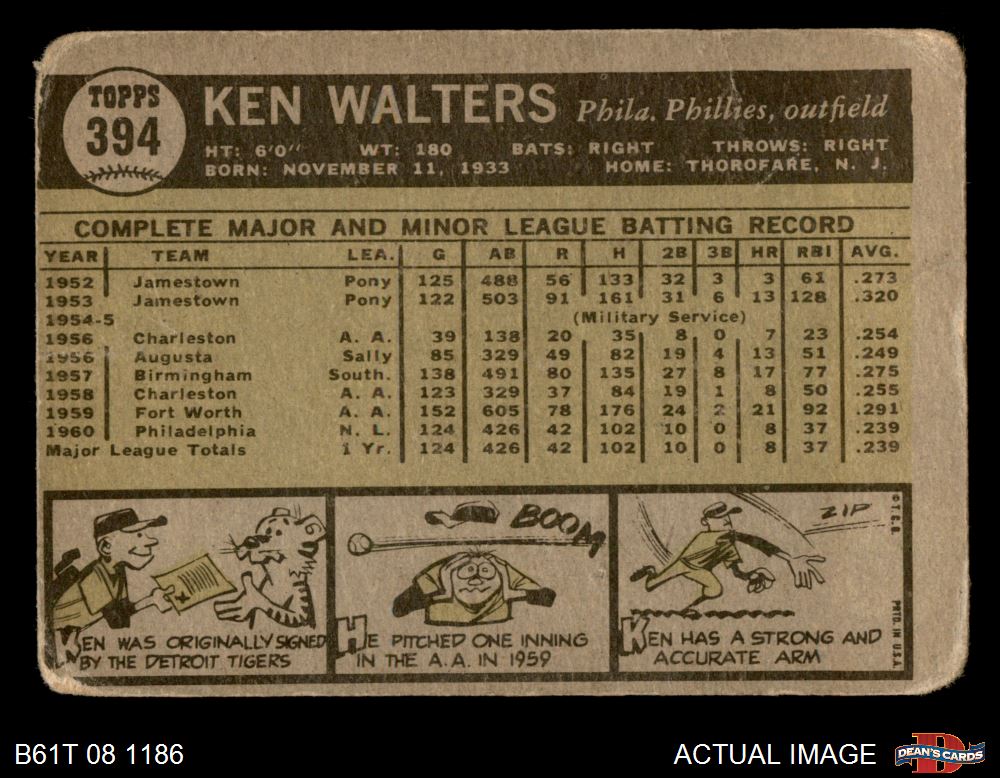 TOPPS
394
KEN WALTERS Phila. Phillies, outfield
HT: 6'0" WT: 180 BATS: RIGHT THROWS: RIGHT
BORN: NOVEMBER 11, 1933 HOME: THOROFARE, N. J.
COMPLETE MAJOR AND MINOR LEAGUE BATTING RECORD
YEAR TEAM LEA. G AB R H 2B 3B HR RBI AVG.
1952 Jamestown Pony 125 488 56 133 32 3 3 61 .273
1953 Jamestown Pony 122 503 91 161 31 6 13 128 .320
1954-5 (Military Service)
1956 Charleston A. A. 39 138 20 35 8 0 7 23 .254
1956 Augusta Sally 85 329 49 82 19 4 13 51 .249
1957 Birmingham South. 138 491 80 135 27 8 17 77 .275
1958 Charleston A. A. 123 329 37 84 19 1 8 50 .255
1959 Fort Worth A. A. 152 605 78 176 24 2 21 92 .291
1960 Philadelphia N. L. 124 426 42 102 10 0 8 37 .239
Major League Totals 1 Yr. 124 426 42 102 10 0 8 37 .239
KEN WAS ORIGINALLY SIGNED
BY THE DETROIT TIGERS
BOOM
HE PITCHED ONE INNING
IN THE A.A. IN 1959
ZIP
KEN HAS A STRONG AND
ACCURATE ARM
© T.C.G.
PRTD. IN U.S.A.
B61T 08 1186
ACTUAL IMAGE
DEAN'S CARDS